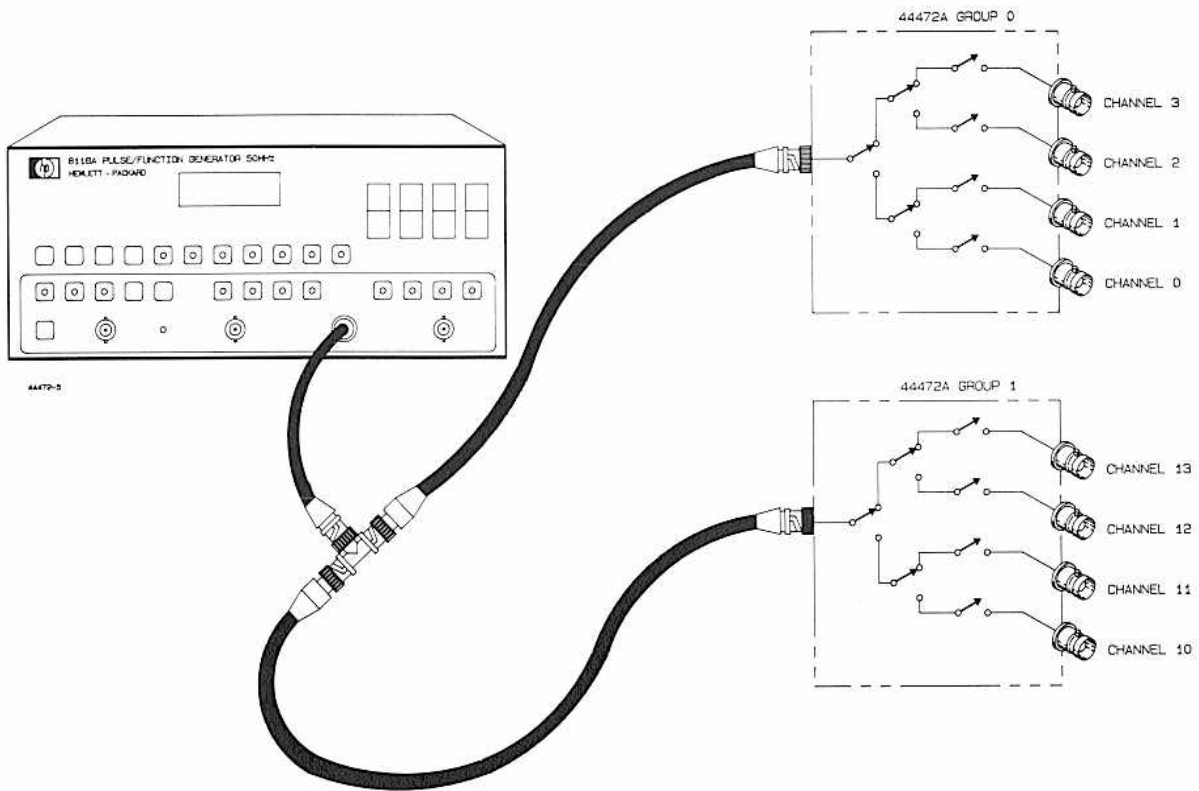 44472A GROUP 0
CHANNEL 3
CHANNEL 2
CHANNEL 1
CHANNEL 0
hp
8116A PULSE/FUNCTION GENERATOR 50MHz
HEWLETT - PACKARD
44472-5
44472A GROUP 1
CHANNEL 13
CHANNEL 12
CHANNEL 11
CHANNEL 10